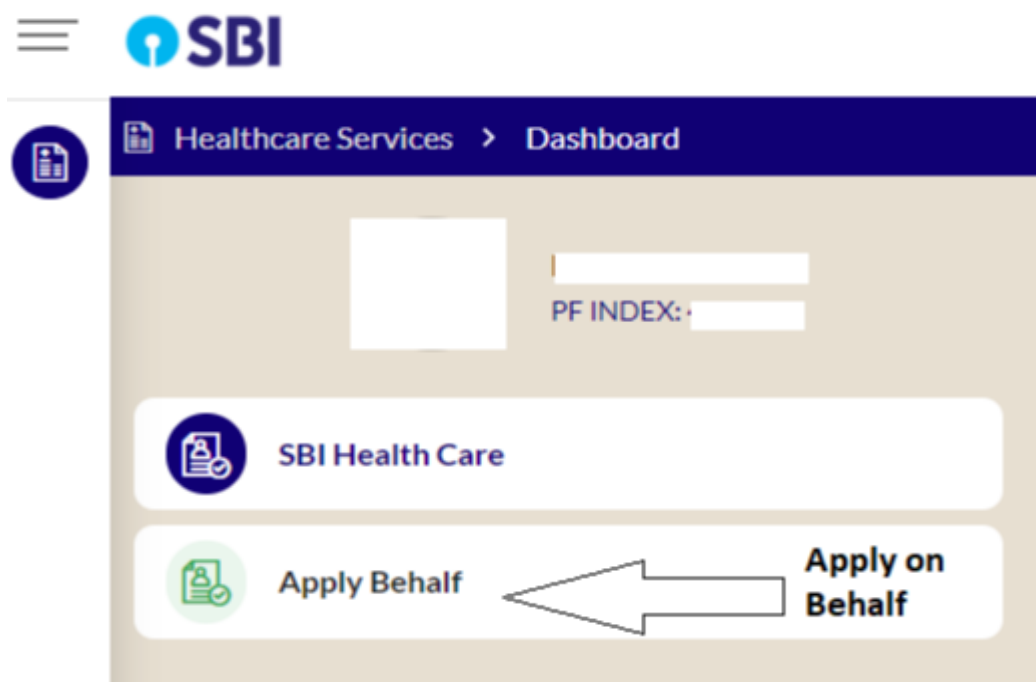 SBI
Healthcare Services > Dashboard
PF INDEX:
SBI Health Care
Apply Behalf
Apply on
Behalf